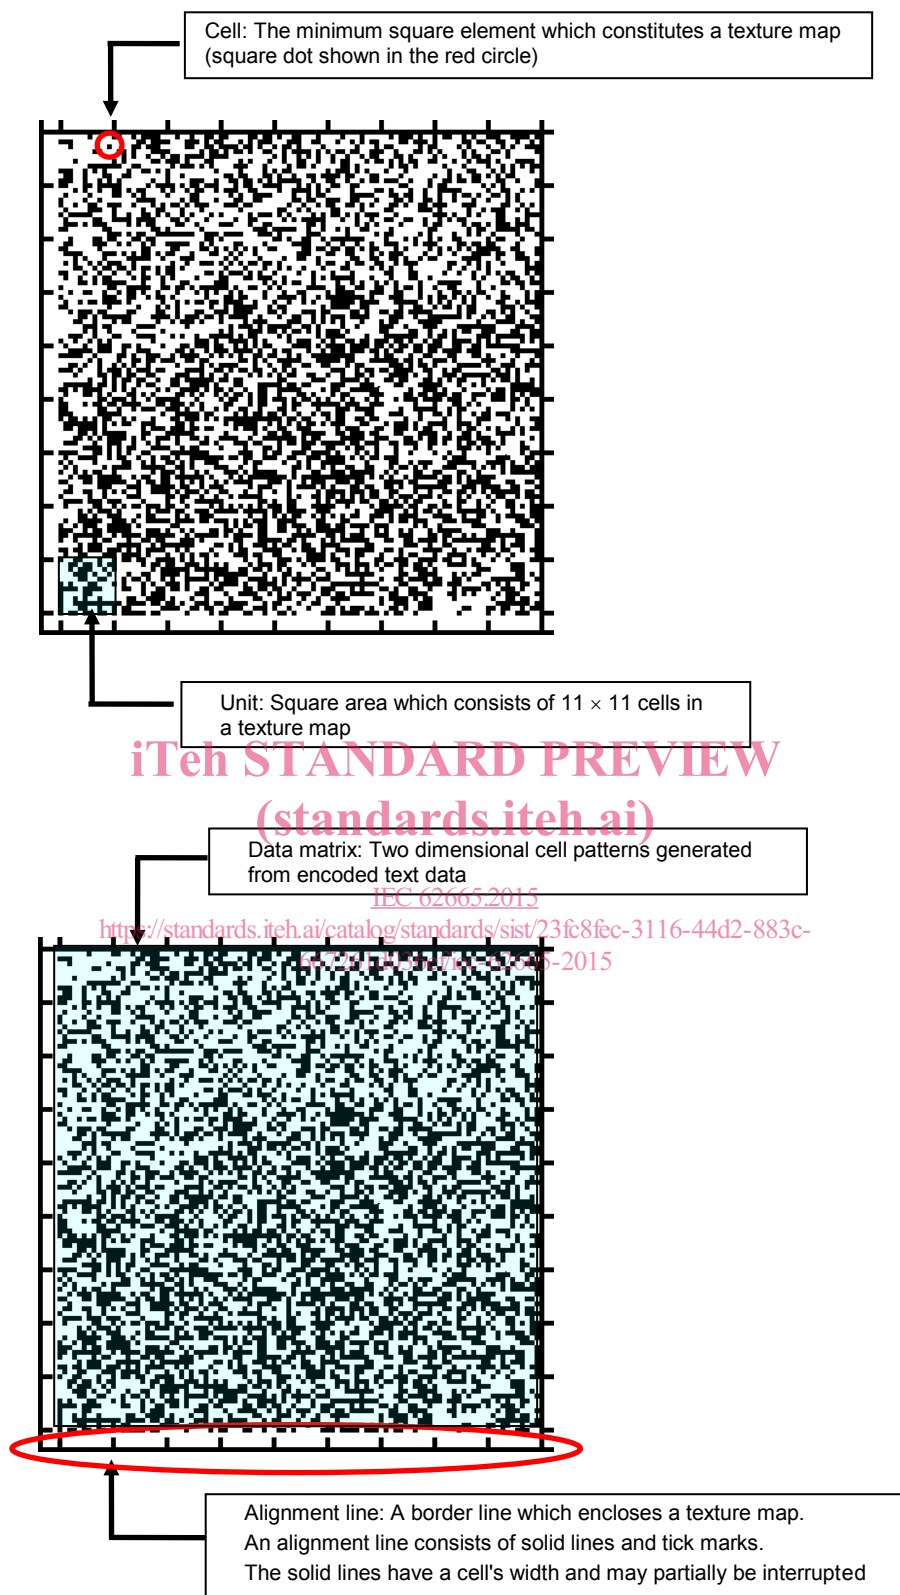 Cell: The minimum square element which constitutes a texture map
(square dot shown in the red circle)
Unit: Square area which consists of 11 × 11 cells in
a texture map
iTeh STANDARD PREVIEW
(standards.iteh.ai)
Data matrix: Two dimensional cell patterns generated
from encoded text data
IEC 62665:2015
https://standards.iteh.ai/catalog/standards/sist/23fc8fec-3116-44d2-883c-
Alignment line: A border line which encloses a texture map.
An alignment line consists of solid lines and tick marks.
The solid lines have a cell's width and may partially be interrupted